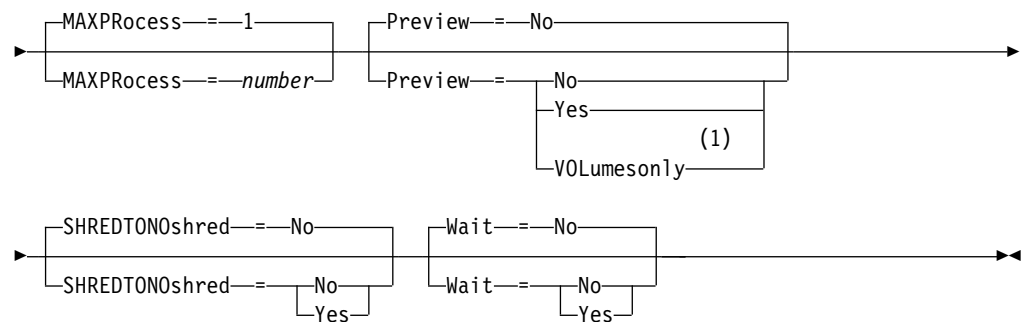 MAXPRocess = 1 Preview = No
MAXPRocess = number Preview = No
Yes
(1)
VOLumesonly
SHREDTONOshred = No Wait = No
SHREDTONOshred = No Wait = No
Yes Yes